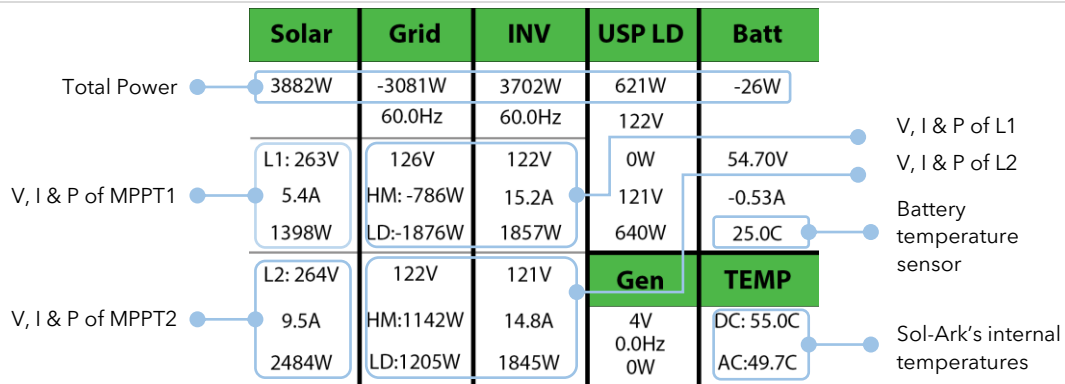 Solar Grid INV USP LD Batt
Total Power 3882W -3081W 3702W 621W -26W
60.0Hz 60.0Hz 122V
V, I & P of L1
L1: 263V 126V 122V 0W 54.70V
V, I & P of L2
V, I & P of MPPT1 5.4A HM: -786W 15.2A 121V -0.53A
Battery
temperature
sensor
1398W LD:-1876W 1857W 640W 25.0C
L2: 264V 122V 121V Gen TEMP
V, I & P of MPPT2 9.5A HM:1142W 14.8A 4V DC: 55.0C
0.0Hz
Sol-Ark's internal
temperatures
2484W LD:1205W 1845W 0W AC:49.7C